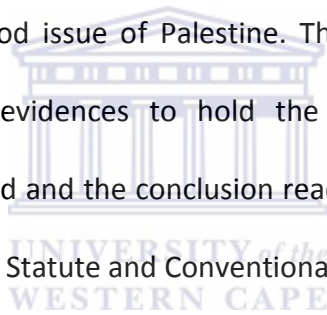 od issue of Palestine. Th
evidences to hold the
d and the conclusion reac
UNIVERSITY of the
Statute and Conventiona
WESTERN CAPE